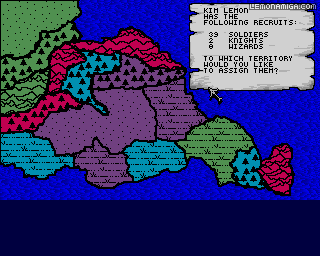 LEMONAMIGA.COM
KIM LEMON
HAS THE
FOLLOWING RECRUITS:
39 SOLDIERS
2 KNIGHTS
8 WIZARDS
TO WHICH TERRITORY
WOULD YOU LIKE
TO ASSIGN THEM?